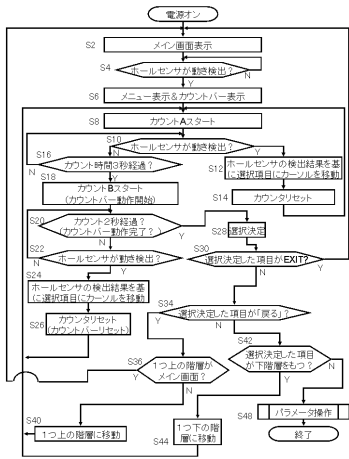 電源オン
S2
メイン画面表示
S4
ホールセンサが動き検出?
N
Y
S6
メニュー表示&カウントバー表示
S8
カウントAスタート
S10
ホールセンサが動き検出?
N
Y
S16
カウント時間3秒経過?
N
Y
S12
ホールセンサの検出結果を基
に選択項目にカーソルを移動
S18
カウントBスタート
(カウントバー動作開始)
S14
カウンタリセット
S20
カウント2秒経過?
(カウントバー動作完了?)
Y
N
S28
選択決定
S22
ホールセンサが動き検出?
N
Y
S30
選択決定した項目がEXIT?
Y
N
S24
ホールセンサの検出結果を基
に選択項目にカーソルを移動
S26
カウンタリセット
(カウントバーリセット)
S34
選択決定した項目が「戻る」?
Y
N
S36
1つ上の階層が
メイン画面?
Y
N
S42
選択決定した項目
が下階層をもつ?
Y
N
S40
1つ上の階層に移動
S44
1つ下の階
層に移動
S48
パラメータ操作
終了